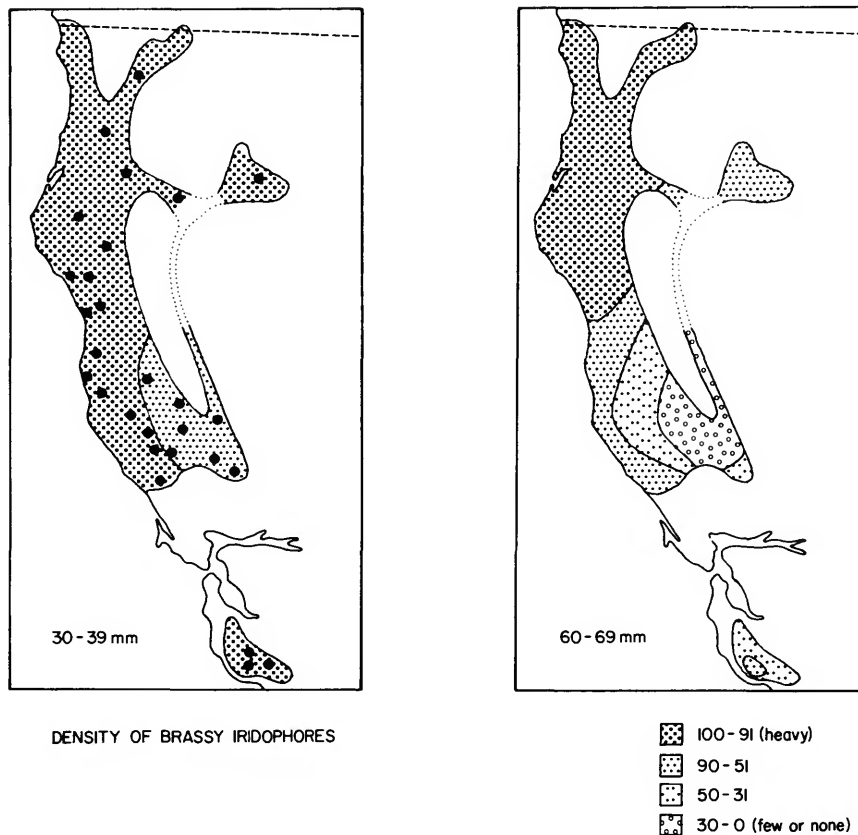 30-39 mm
60-69 mm
DENSITY OF BRASSY IRIDOPHORES
100-91 (heavy)
90-51
50-31
30-0 (few or none)